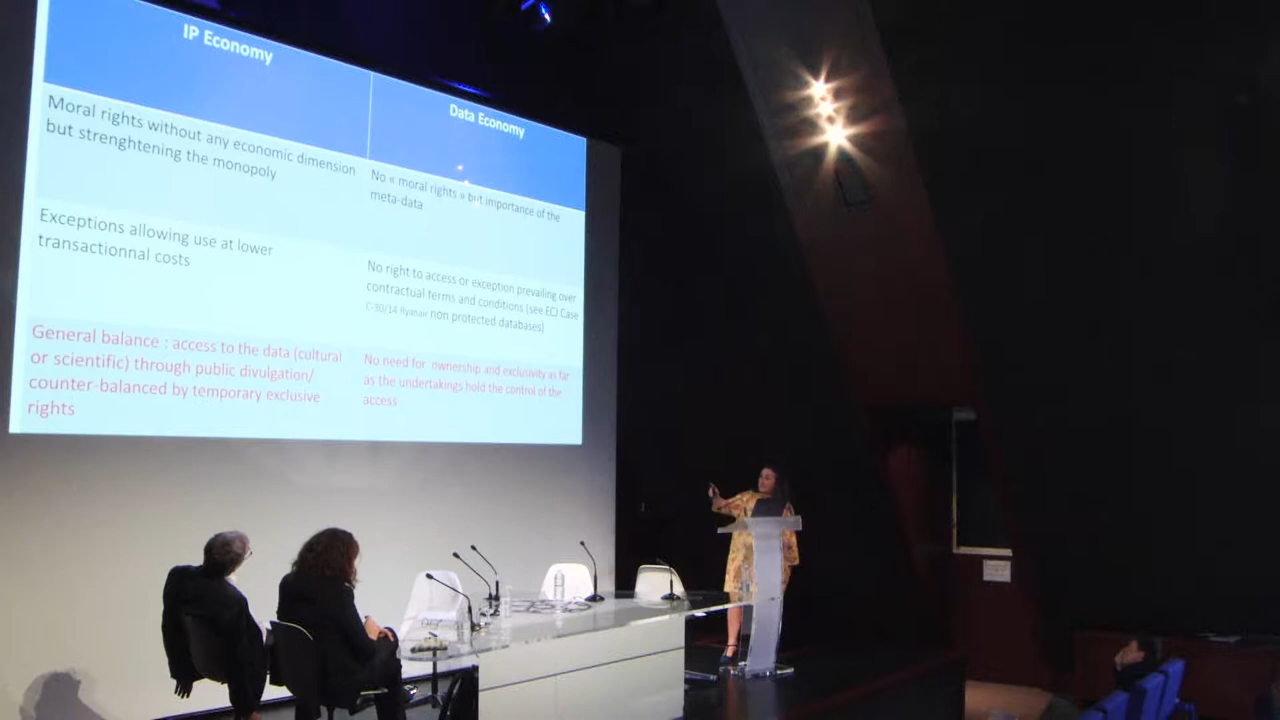 IP Economy
Data Economy
Moral rights without any economic dimension
but strenghtening the monopoly
No « moral rights » but importance of the
meta-data
Exceptions allowing use at lower
transactionnal costs
No right to access or exception prevailing over
contractual terms and conditions (see ECJ Case
C-30/14 Ryanair non protected databases)
General balance : access to the data (cultural
or scientific) through public divulgation/
counter-balanced by temporary exclusive
rights
No need for ownership and exclusivity as far
as the undertakings hold the control of the
access